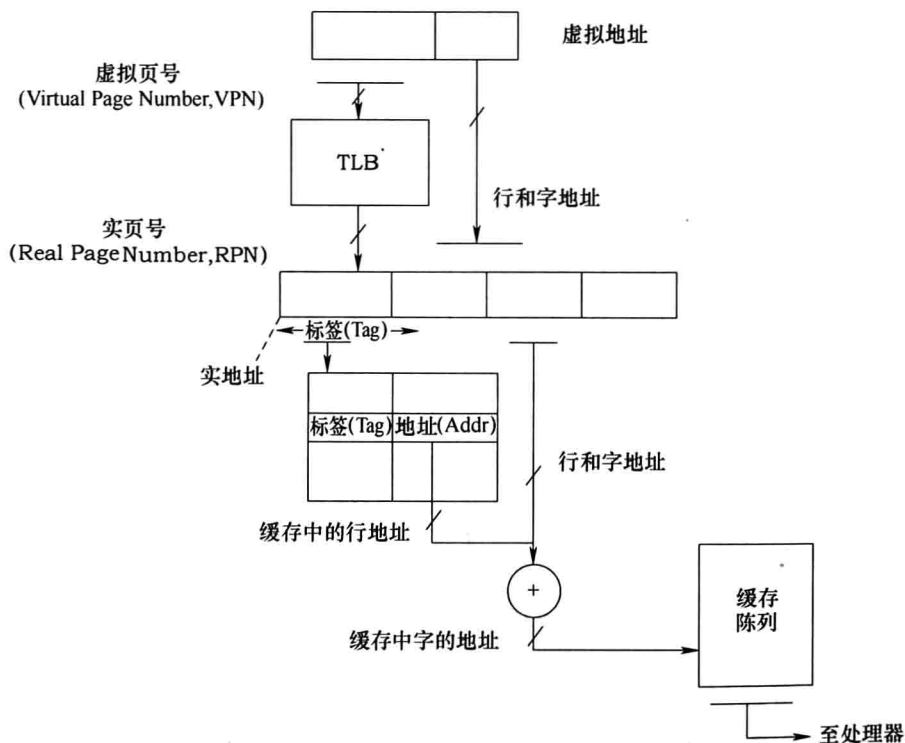 虚拟地址
虚拟页号
(Virtual Page Number,VPN)
TLB
行和字地址
实页号
(Real Page Number,RPN)
标签(Tag)
实地址
标签(Tag) 地址(Addr)
行和字地址
缓存中的行地址
+
缓存
陈列
缓存中字的地址
至处理器